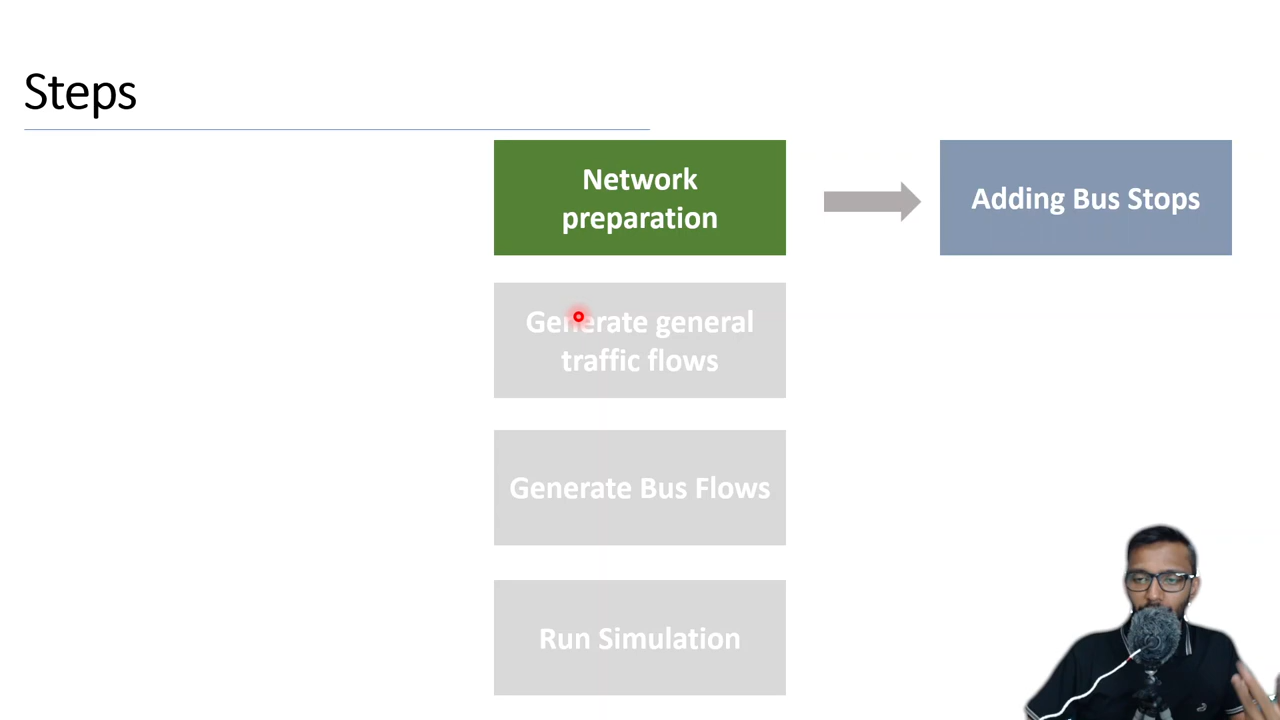 Steps
Network
preparation
Adding Bus Stops
Generate general
traffic flows
Generate Bus Flows
Run Simulation